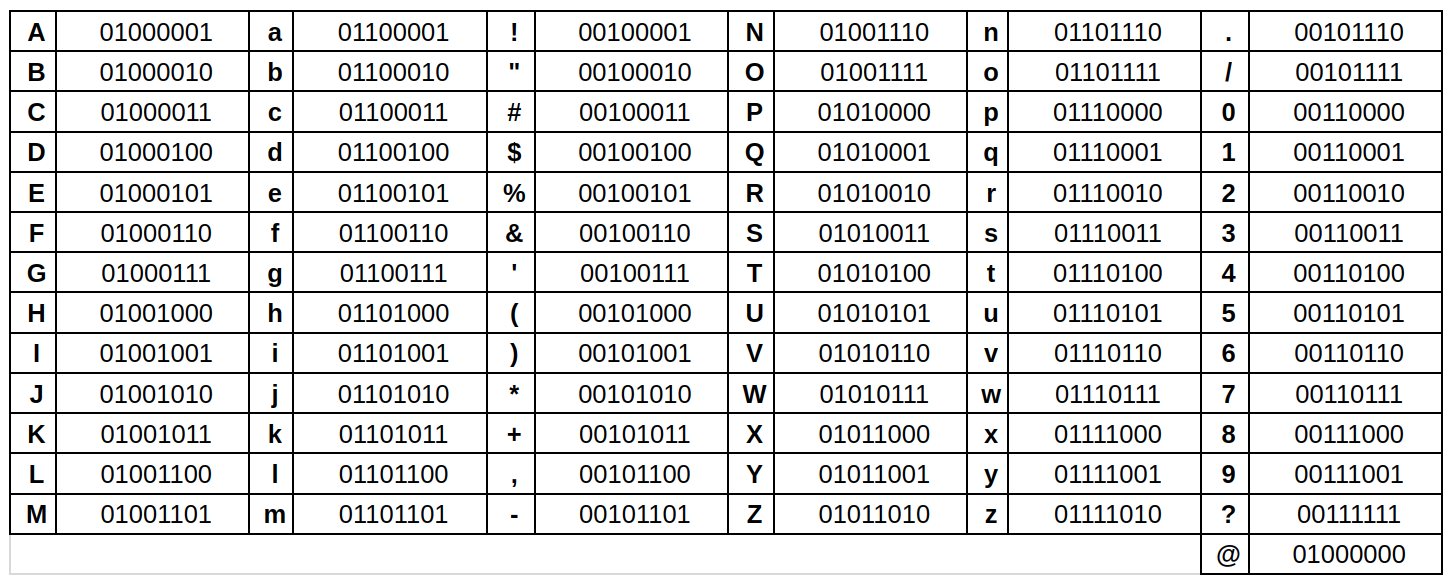 A 01000001 a 01100001 ! 00100001 N 01001110 n 01101110 . 00101110
B 01000010 b 01100010 " 00100010 O 01001111 o 01101111 / 00101111
C 01000011 c 01100011 # 00100011 P 01010000 p 01110000 0 00110000
D 01000100 d 01100100 $ 00100100 Q 01010001 q 01110001 1 00110001
E 01000101 e 01100101 % 00100101 R 01010010 r 01110010 2 00110010
F 01000110 f 01100110 & 00100110 S 01010011 s 01110011 3 00110011
G 01000111 g 01100111 ' 00100111 T 01010100 t 01110100 4 00110100
H 01001000 h 01101000 ( 00101000 U 01010101 u 01110101 5 00110101
I 01001001 i 01101001 ) 00101001 V 01010110 v 01110110 6 00110110
J 01001010 j 01101010 * 00101010 W 01010111 w 01110111 7 00110111
K 01001011 k 01101011 + 00101011 X 01011000 x 01111000 8 00111000
L 01001100 l 01101100 , 00101100 Y 01011001 y 01111001 9 00111001
M 01001101 m 01101101 - 00101101 Z 01011010 z 01111010 ? 00111111
@ 01000000